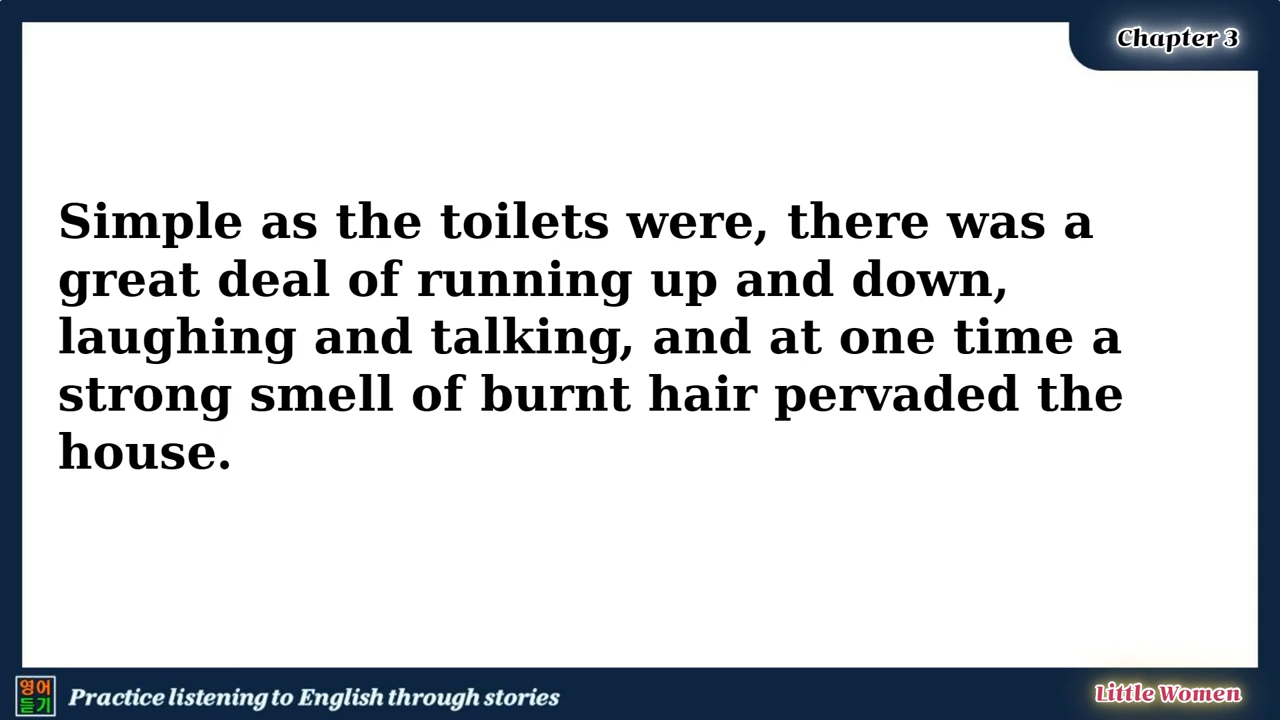 Chapter 3
Simple as the toilets were, there was a
great deal of running up and down,
laughing and talking, and at one time a
strong smell of burnt hair pervaded the
house.
영어
듣기
Practice listening to English through stories
Little Women